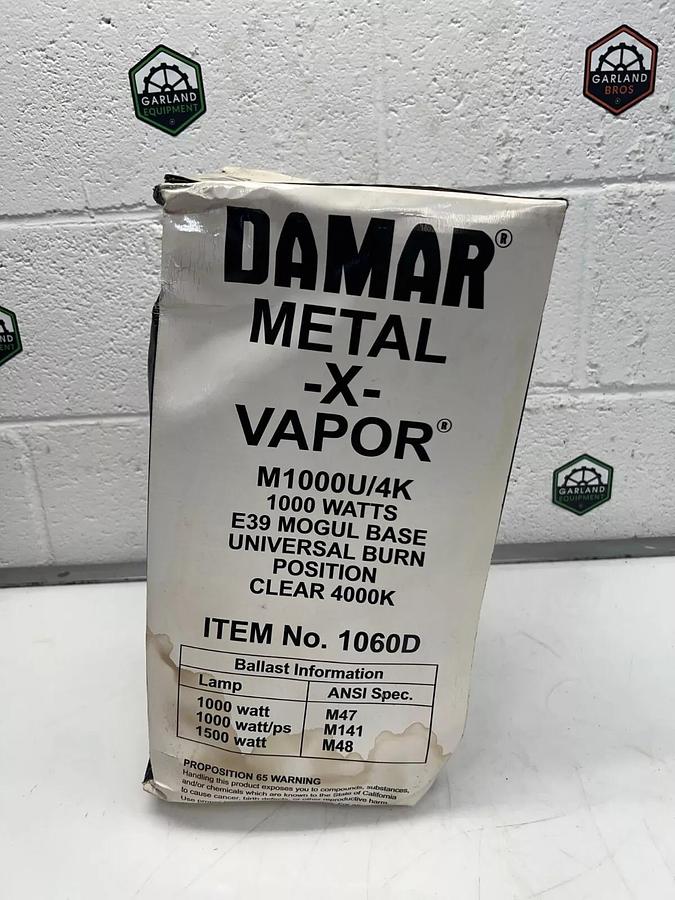 GARLAND
EQUIPMENT
GARLAND
BROS
DAMAR®
METAL
-X-
VAPOR®
M1000U/4K
1000 WATTS
E39 MOGUL BASE
UNIVERSAL BURN
POSITION
CLEAR 4000K
GARLAND
EQUIPMENT
ITEM No. 1060D
Ballast Information
Lamp ANSI Spec.
1000 watt M47
1000 watt/ps M141
1500 watt M48
PROPOSITION 65 WARNING
Handling this product exposes you to compounds, substances,
and/or chemicals which are known to the State of California
to cause cancer, birth defects, or other reproductive harm.